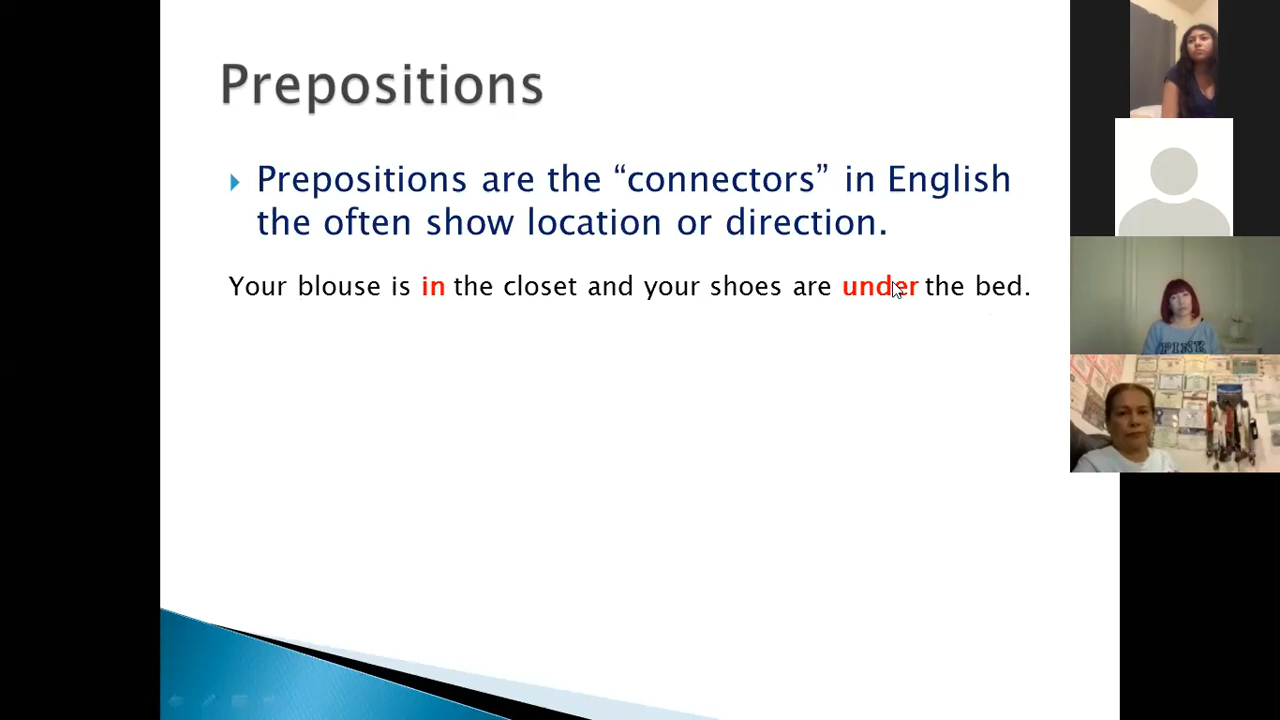 Prepositions
Prepositions are the “connectors” in English
the often show location or direction.
Your blouse is in the closet and your shoes are under the bed.
PINK